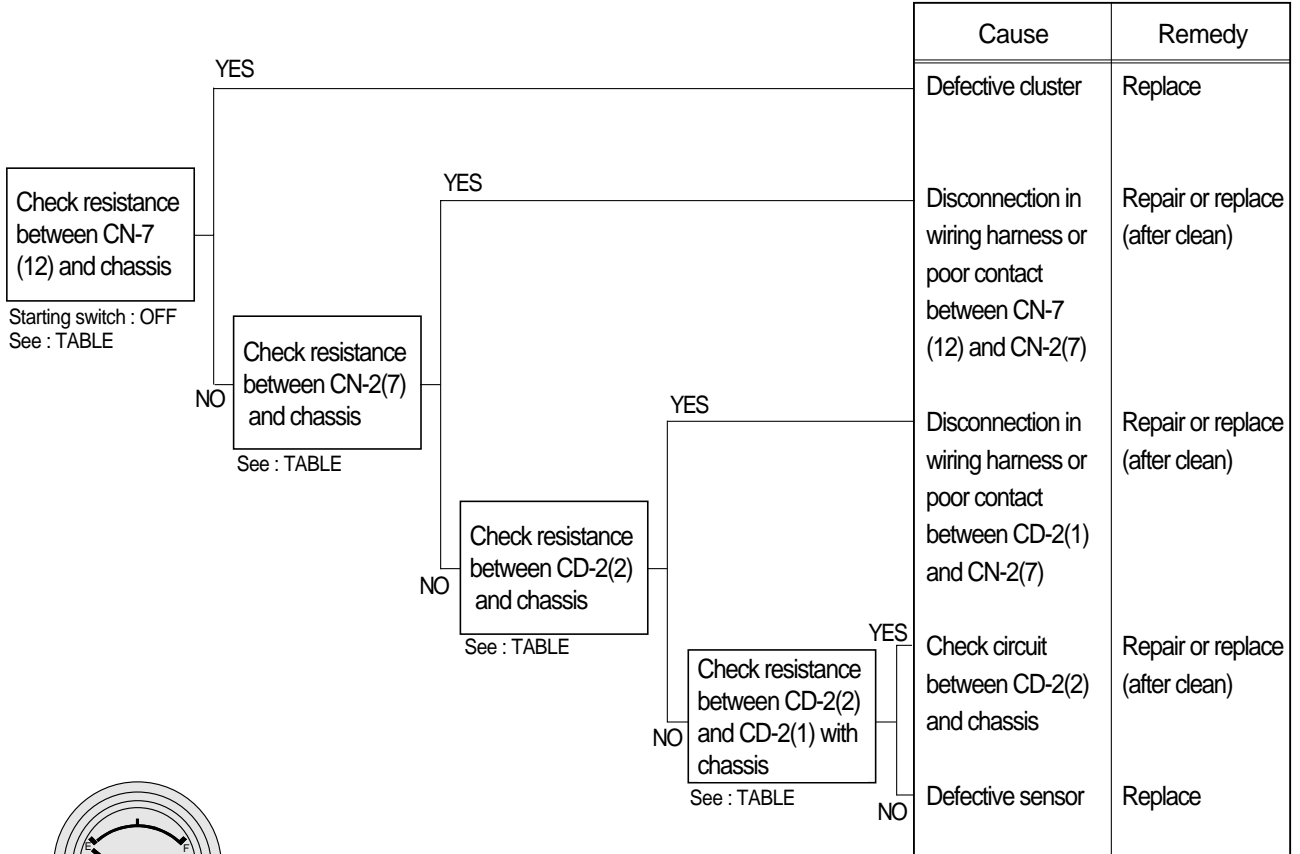 Cause
Remedy
YES
Defective cluster
Replace
Check resistance
between CN-7
(12) and chassis
Starting switch : OFF
See : TABLE
YES
Disconnection in
wiring harness or
poor contact
between CN-7
(12) and CN-2(7)
Repair or replace
(after clean)
NO
Check resistance
between CN-2(7)
and chassis
See : TABLE
YES
Disconnection in
wiring harness or
poor contact
between CD-2(1)
and CN-2(7)
Repair or replace
(after clean)
NO
Check resistance
between CD-2(2)
and chassis
See : TABLE
YES
Check circuit
between CD-2(2)
and chassis
Repair or replace
(after clean)
NO
Check resistance
between CD-2(2)
and CD-2(1) with
chassis
See : TABLE
NO
Defective sensor
Replace
E
F